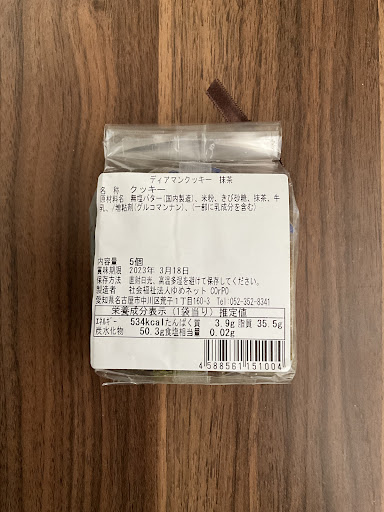 ディアマンクッキー 抹茶
名 称 クッキー
原材料名 無塩バター(国内製造)、米粉、きび砂糖、抹茶、牛
乳、/増粘剤(グルコマンナン)、(一部に乳成分を含む)
内容量 5個
賞味期限 2023年 3月18日
保存方法 直射日光、高温多湿を避けて保存してください。
製造者 社会福祉法人ゆめネット COrPO
愛知県名古屋市中川区荒子1丁目160-3 Tel:052-352-8341
栄養成分表示 (1袋当り) 推定値
エネルギー 534kcal たんぱく質 3.9g 脂質 35.5g
炭水化物 50.3g 食塩相当量 0.02g
4588561151004